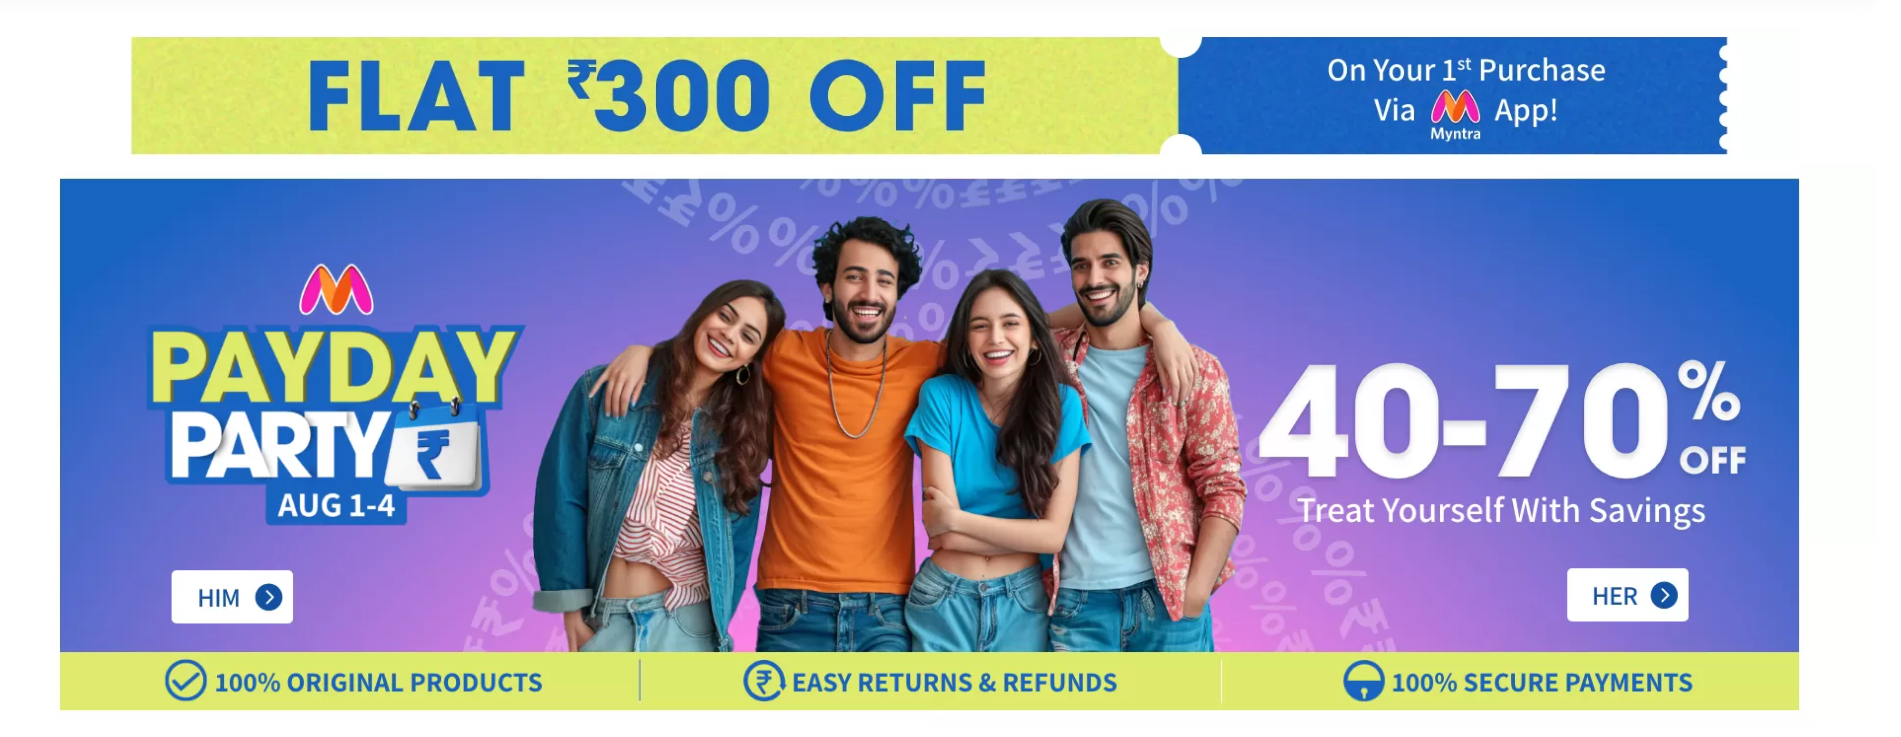 FLAT ₹300 OFF
On Your 1st Purchase
Via Myntra App!
PAYDAY
PARTY ₹
AUG 1-4
40-70% OFF
Treat Yourself With Savings
HIM
HER
100% ORIGINAL PRODUCTS
EASY RETURNS & REFUNDS
100% SECURE PAYMENTS